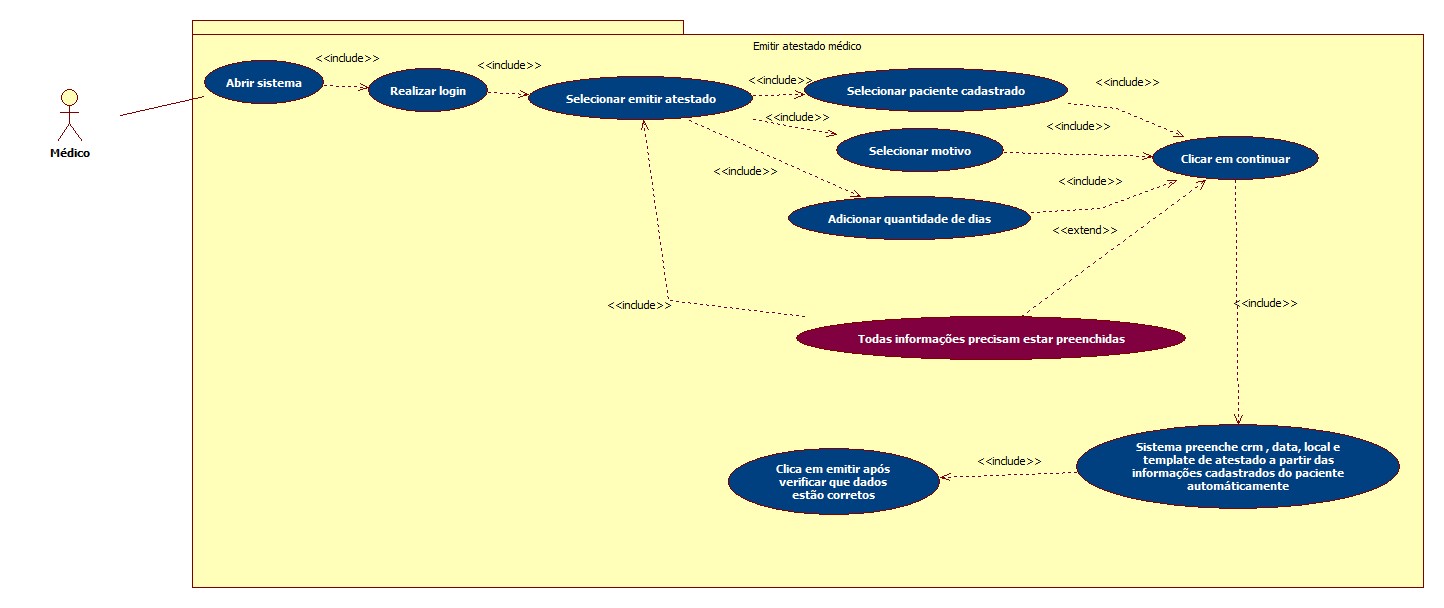 Emitir atestado médico
Médico
Abrir sistema
<<include>>
Realizar login
<<include>>
Selecionar emitir atestado
<<include>>
Selecionar paciente cadastrado
<<include>>
<<include>>
Selecionar motivo
<<include>>
Clicar em continuar
<<include>>
Adicionar quantidade de dias
<<include>>
<<extend>>
<<include>>
Todas informações precisam estar preenchidas
<<include>>
Sistema preenche crm , data, local e
template de atestado a partir das
informações cadastrados do paciente
automáticamente
<<include>>
Clica em emitir após
verificar que dados
estão corretos